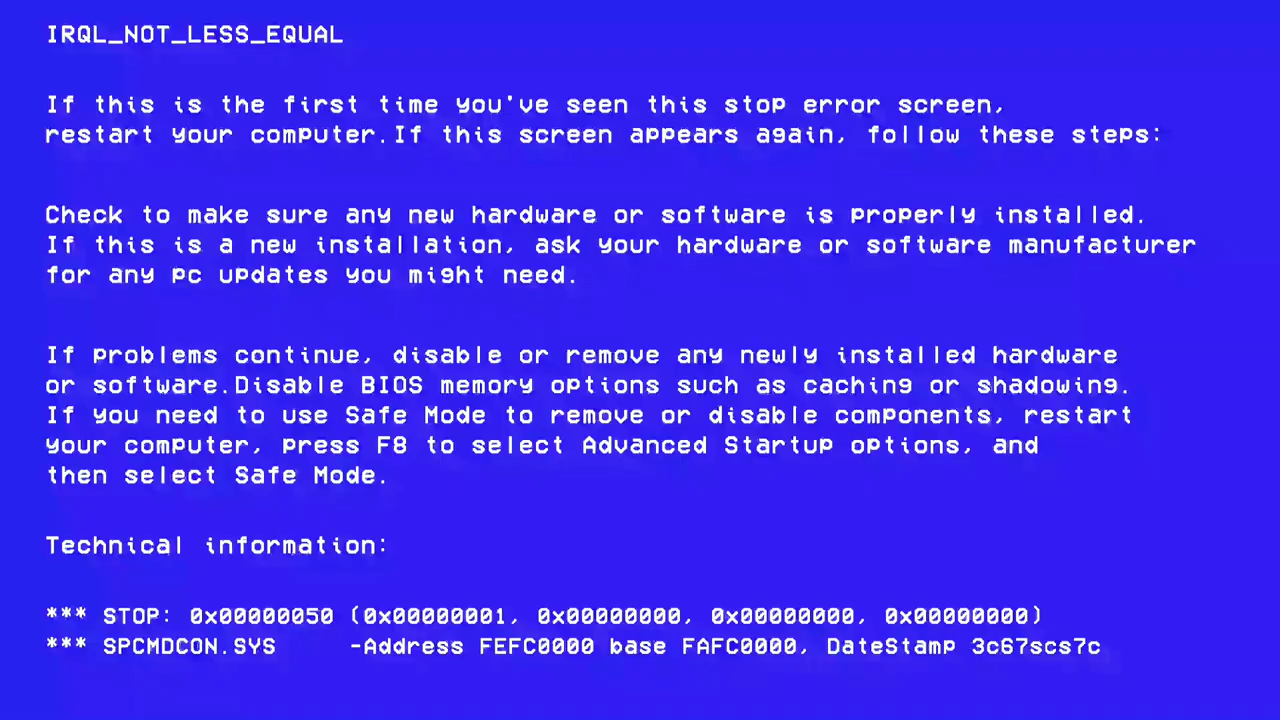 IRQL_NOT_LESS_EQUAL
If this is the first time you've seen this stop error screen,
restart your computer.If this screen appears again, follow these steps:
Check to make sure any new hardware or software is properly installed.
If this is a new installation, ask your hardware or software manufacturer
for any pc updates you might need.
If problems continue, disable or remove any newly installed hardware
or software.Disable BIOS memory options such as caching or shadowing.
If you need to use Safe Mode to remove or disable components, restart
your computer, press F8 to select Advanced Startup options, and
then select Safe Mode.
Technical information:
*** STOP: 0x00000050 (0x00000001, 0x00000000, 0x00000000, 0x00000000)
*** SPCMDCON.SYS -Address FEFC0000 base FAFC0000, DateStamp 3c67scs7c